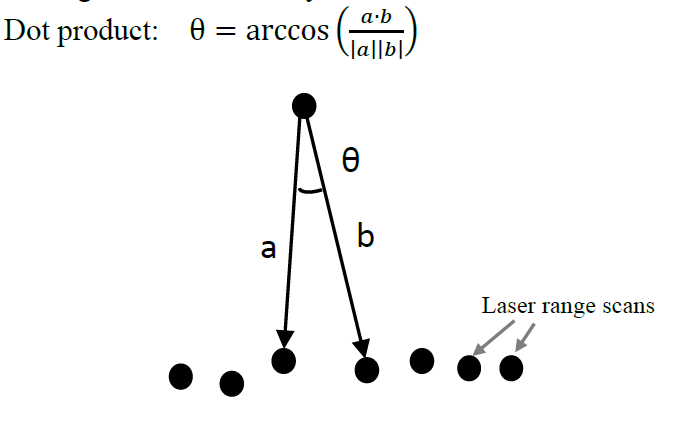 Dot product: θ = arccos(a·b / |a||b|)
θ
a
b
Laser range scans